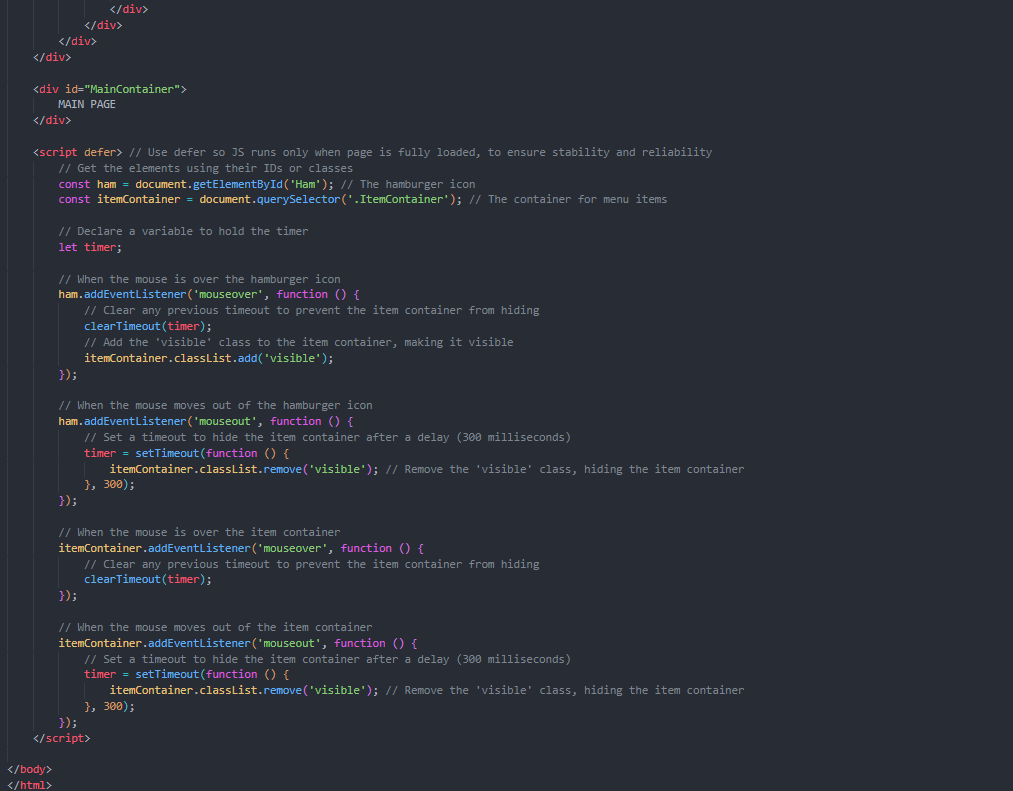 </div>
</div>
</div>
</div>
<div id="MainContainer">
MAIN PAGE
</div>
<script defer> // Use defer so JS runs only when page is fully loaded, to ensure stability and reliability
// Get the elements using their IDs or classes
const ham = document.getElementById('Ham'); // The hamburger icon
const itemContainer = document.querySelector('.ItemContainer'); // The container for menu items
// Declare a variable to hold the timer
let timer;
// When the mouse is over the hamburger icon
ham.addEventListener('mouseover', function () {
// Clear any previous timeout to prevent the item container from hiding
clearTimeout(timer);
// Add the 'visible' class to the item container, making it visible
itemContainer.classList.add('visible');
});
// When the mouse moves out of the hamburger icon
ham.addEventListener('mouseout', function () {
// Set a timeout to hide the item container after a delay (300 milliseconds)
timer = setTimeout(function () {
itemContainer.classList.remove('visible'); // Remove the 'visible' class, hiding the item container
}, 300);
});
// When the mouse is over the item container
itemContainer.addEventListener('mouseover', function () {
// Clear any previous timeout to prevent the item container from hiding
clearTimeout(timer);
});
// When the mouse moves out of the item container
itemContainer.addEventListener('mouseout', function () {
// Set a timeout to hide the item container after a delay (300 milliseconds)
timer = setTimeout(function () {
itemContainer.classList.remove('visible'); // Remove the 'visible' class, hiding the item container
}, 300);
});
</script>
</body>
</html>